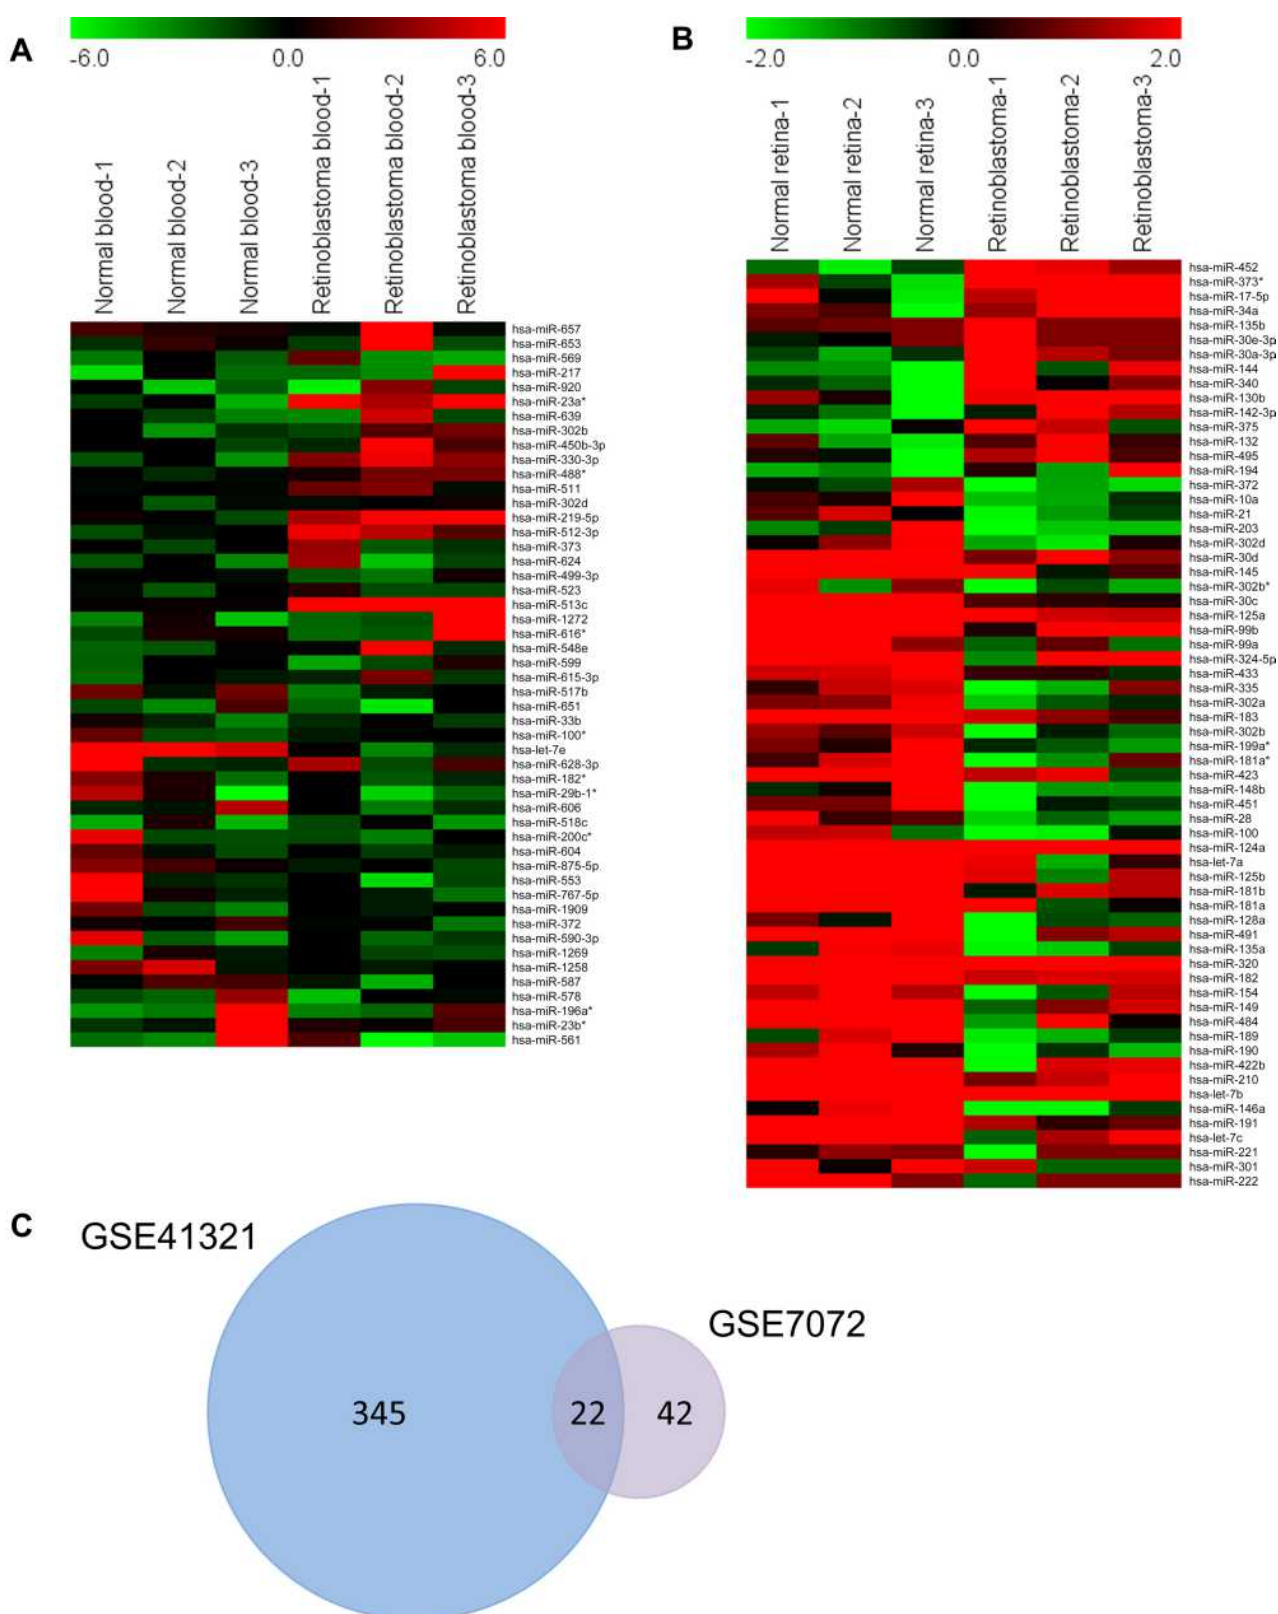 A
-6.0 0.0 6.0
Normal blood-1
Normal blood-2
Normal blood-3
Retinoblastoma blood-1
Retinoblastoma blood-2
Retinoblastoma blood-3
hsa-miR-657
hsa-miR-653
hsa-miR-569
hsa-miR-217
hsa-miR-920
hsa-miR-23a*
hsa-miR-639
hsa-miR-302b
hsa-miR-450b-3p
hsa-miR-330-3p
hsa-miR-488*
hsa-miR-511
hsa-miR-302d
hsa-miR-219-5p
hsa-miR-512-3p
hsa-miR-373
hsa-miR-624
hsa-miR-499-3p
hsa-miR-523
hsa-miR-513c
hsa-miR-1272
hsa-miR-616*
hsa-miR-548e
hsa-miR-599
hsa-miR-615-3p
hsa-miR-517b
hsa-miR-651
hsa-miR-33b
hsa-miR-100*
hsa-let-7e
hsa-miR-628-3p
hsa-miR-182*
hsa-miR-29b-1*
hsa-miR-606
hsa-miR-518c
hsa-miR-200c*
hsa-miR-604
hsa-miR-875-5p
hsa-miR-553
hsa-miR-767-5p
hsa-miR-1909
hsa-miR-372
hsa-miR-590-3p
hsa-miR-1269
hsa-miR-1258
hsa-miR-587
hsa-miR-578
hsa-miR-196a*
hsa-miR-23b*
hsa-miR-561
B
-2.0 0.0 2.0
Normal retina-1
Normal retina-2
Normal retina-3
Retinoblastoma-1
Retinoblastoma-2
Retinoblastoma-3
hsa-miR-452
hsa-miR-373*
hsa-miR-17-5p
hsa-miR-34a
hsa-miR-135b
hsa-miR-30e-3p
hsa-miR-30a-3p
hsa-miR-144
hsa-miR-340
hsa-miR-130b
hsa-miR-142-3p
hsa-miR-375
hsa-miR-132
hsa-miR-495
hsa-miR-194
hsa-miR-372
hsa-miR-10a
hsa-miR-21
hsa-miR-203
hsa-miR-302d
hsa-miR-30d
hsa-miR-145
hsa-miR-302b*
hsa-miR-30c
hsa-miR-125a
hsa-miR-99b
hsa-miR-99a
hsa-miR-324-5p
hsa-miR-433
hsa-miR-335
hsa-miR-302a
hsa-miR-183
hsa-miR-302b
hsa-miR-199a*
hsa-miR-181a*
hsa-miR-423
hsa-miR-148b
hsa-miR-451
hsa-miR-28
hsa-miR-100
hsa-miR-124a
hsa-let-7a
hsa-miR-125b
hsa-miR-181b
hsa-miR-181a
hsa-miR-128a
hsa-miR-491
hsa-miR-135a
hsa-miR-320
hsa-miR-182
hsa-miR-154
hsa-miR-149
hsa-miR-484
hsa-miR-189
hsa-miR-190
hsa-miR-422b
hsa-miR-210
hsa-let-7b
hsa-miR-146a
hsa-miR-191
hsa-let-7c
hsa-miR-221
hsa-miR-301
hsa-miR-222
C
GSE41321
GSE7072
345 22 42